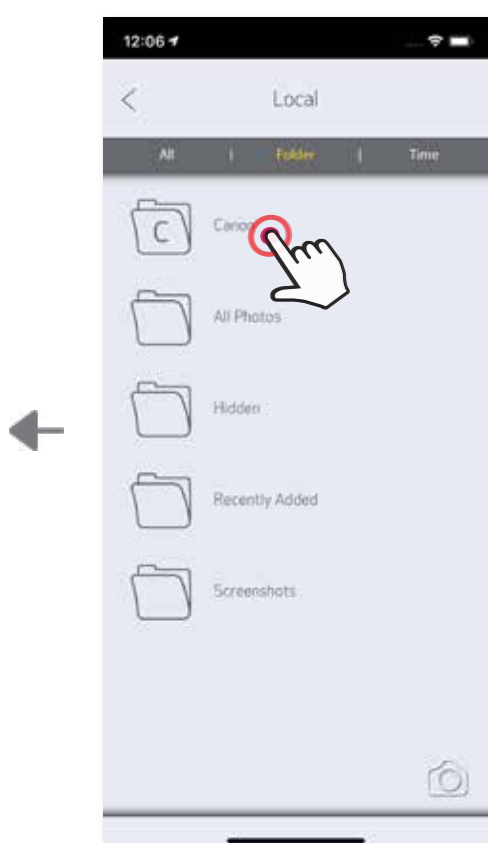 12:06
Local
All | Folder | Time
C
All Photos
Hidden
Recently Added
Screenshots